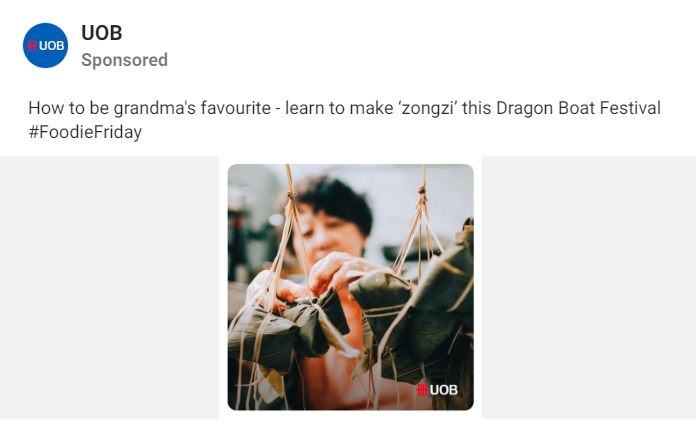 UOB
UOB
Sponsored
How to be grandma's favourite - learn to make ‘zongzi’ this Dragon Boat Festival
#FoodieFriday
UOB